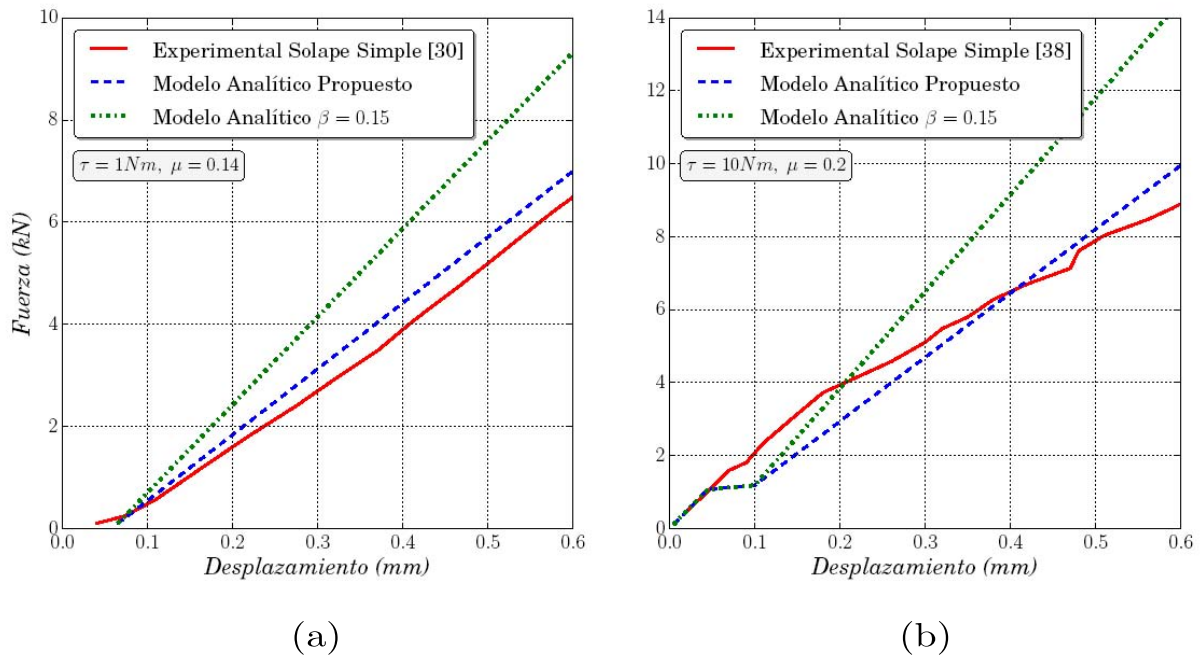 10
8
6
4
2
0
Fuerza (kN)
Experimental Solape Simple [30]
Modelo Analítico Propuesto
Modelo Analítico β = 0.15
τ = 1Nm, μ = 0.14
0.0 0.1 0.2 0.3 0.4 0.5 0.6
Desplazamiento (mm)
(a)
14
12
10
8
6
4
2
0
Experimental Solape Simple [38]
Modelo Analítico Propuesto
Modelo Analítico β = 0.15
τ = 10Nm, μ = 0.2
0.0 0.1 0.2 0.3 0.4 0.5 0.6
Desplazamiento (mm)
(b)